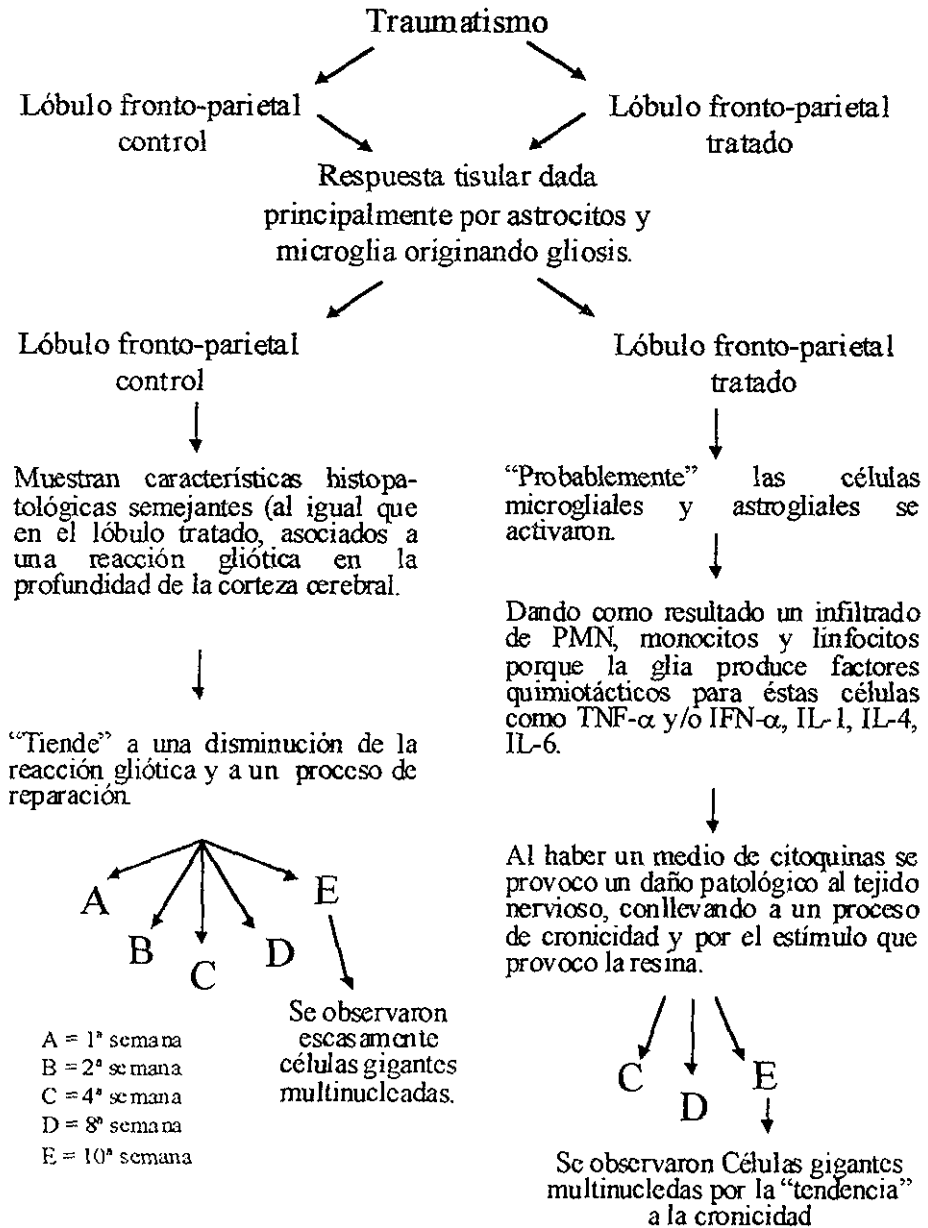 Traumatismo
Lóbulo fronto-parietal
control
Lóbulo fronto-parietal
tratado
Respuesta tisular dada
principalmente por astrocitos y
microglia originando gliosis.
Lóbulo fronto-parietal
control
Lóbulo fronto-parietal
tratado
Muestran características histopa-
tológicas semejantes (al igual que
en el lóbulo tratado, asociados a
una reacción gliótica en la
profundidad de la corteza cerebral.
"Tiende" a una disminución de la
reacción gliótica y a un proceso de
reparación.
A
B
C
D
E
Se observaron
escasamente
células gigantes
multinucleadas.
A = 1ª semana
B = 2ª semana
C = 4ª semana
D = 8ª semana
E = 10ª semana
"Probablemente" las células
microgliales y astrogliales se
activaron.
Dando como resultado un infiltrado
de PMN, monocitos y linfocitos
porque la glia produce factores
quimiotácticos para éstas células
como TNF-α y/o IFN-α, IL-1, IL-4,
IL-6.
Al haber un medio de citoquinas se
provoco un daño patológico al tejido
nervioso, conllevando a un proceso
de cronicidad y por el estímulo que
provoco la resina.
C
D
E
Se observaron Células gigantes
multinucledas por la "tendencia"
a la cronicidad